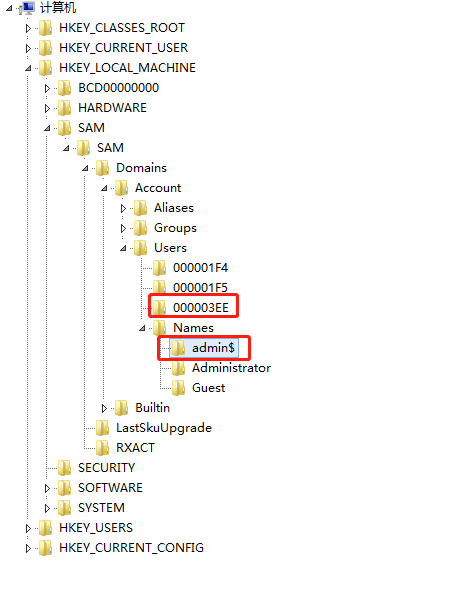 计算机
HKEY_CLASSES_ROOT
HKEY_CURRENT_USER
HKEY_LOCAL_MACHINE
BCD00000000
HARDWARE
SAM
SAM
Domains
Account
Aliases
Groups
Users
000001F4
000001F5
000003EE
Names
admin$
Administrator
Guest
Builtin
LastSkuUpgrade
RXACT
SECURITY
SOFTWARE
SYSTEM
HKEY_USERS
HKEY_CURRENT_CONFIG